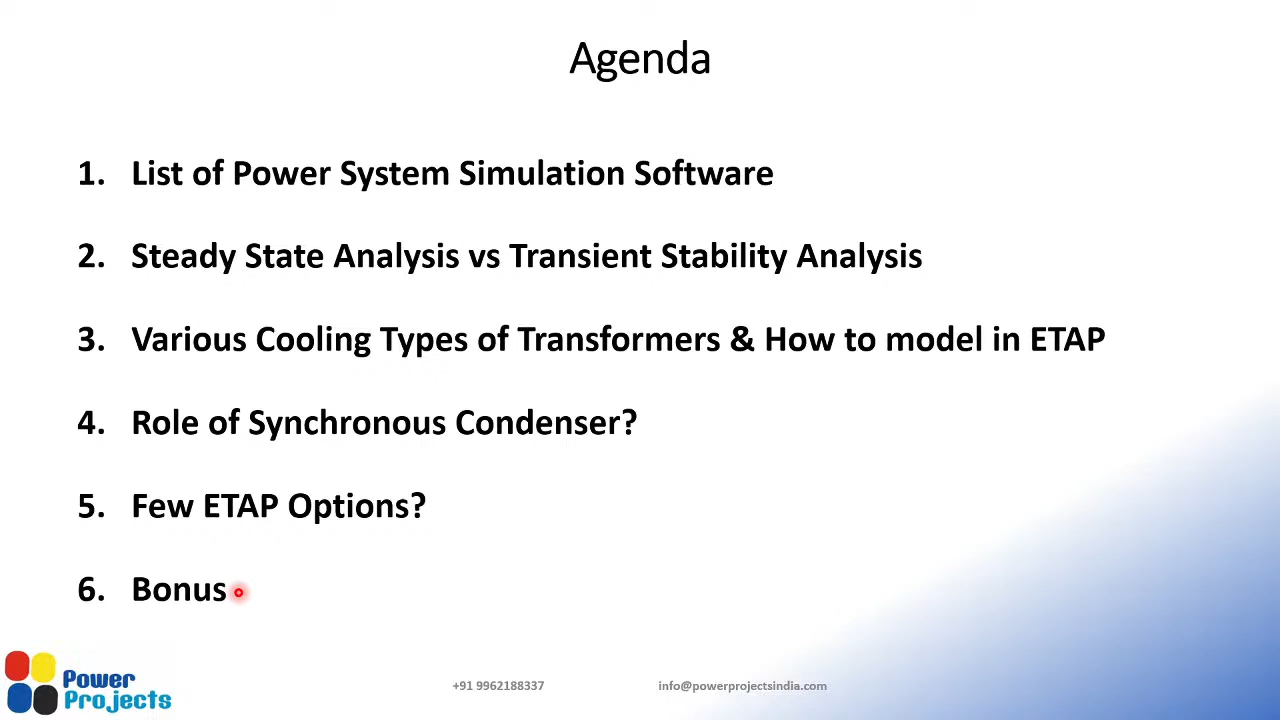 Agenda
1. List of Power System Simulation Software
2. Steady State Analysis vs Transient Stability Analysis
3. Various Cooling Types of Transformers & How to model in ETAP
4. Role of Synchronous Condenser?
5. Few ETAP Options?
6. Bonus
Power
Projects
+91 9962188337 info@powerprojectsindia.com